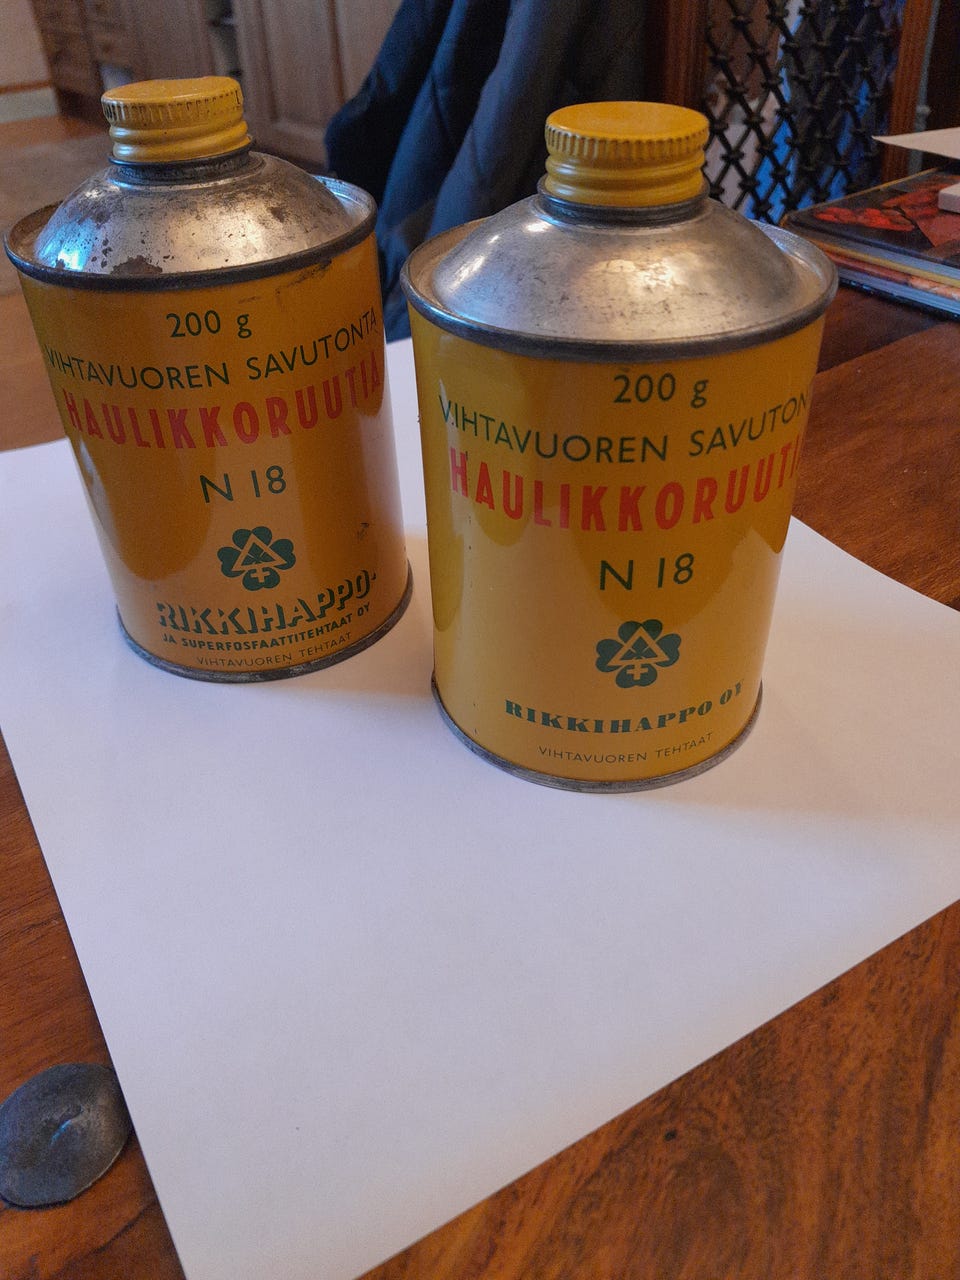 200 g
VIHTAVUOREN SAVUTONTA
HAULIKKORUUTIA
N 18
RIKKIHAPPO-
JA SUPERFOSFAATTITEHTAAT OY
VIHTAVUOREN TEHTAAT
200 g
VIHTAVUOREN SAVUTON
HAULIKKORUUTI
N 18
RIKKIHAPPO OY
VIHTAVUOREN TEHTAAT